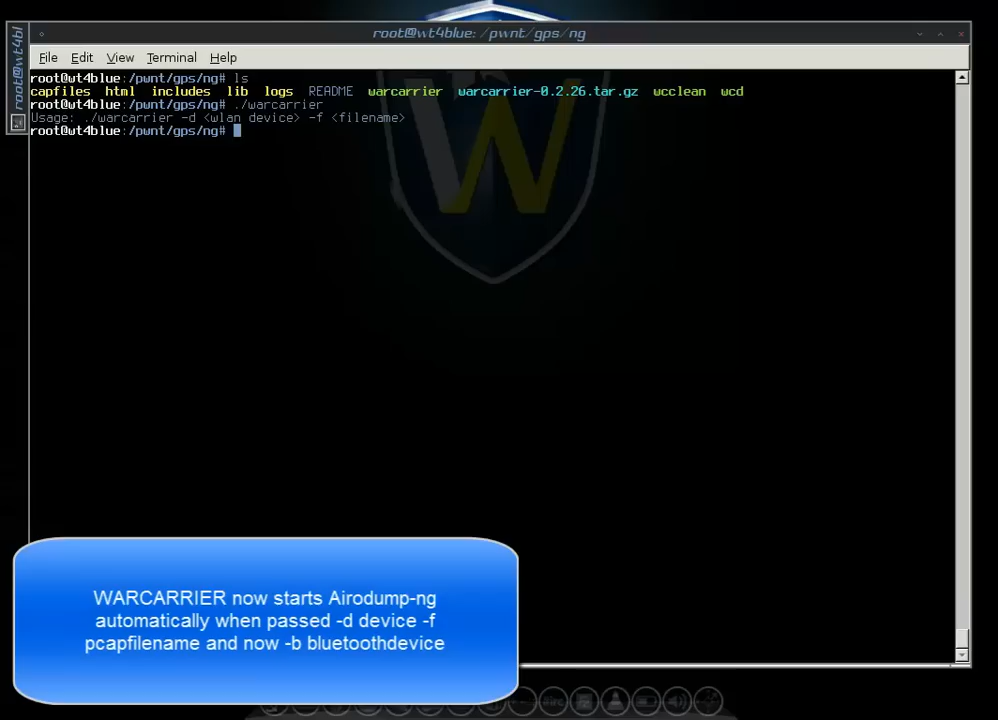 root@wt4blue: /pwnt/gps/ng
root@wt4bl
File Edit View Terminal Help
root@wt4blue:/pwnt/gps/ng# ls
capfiles html includes lib logs README warcarrier warcarrier-0.2.26.tar.gz wcclean wcd
root@wt4blue:/pwnt/gps/ng# ./warcarrier
Usage: ./warcarrier -d <wlan device> -f <filename>
root@wt4blue:/pwnt/gps/ng#
WARCARRIER now starts Airodump-ng
automatically when passed -d device -f
pcapfilename and now -b bluetoothdevice